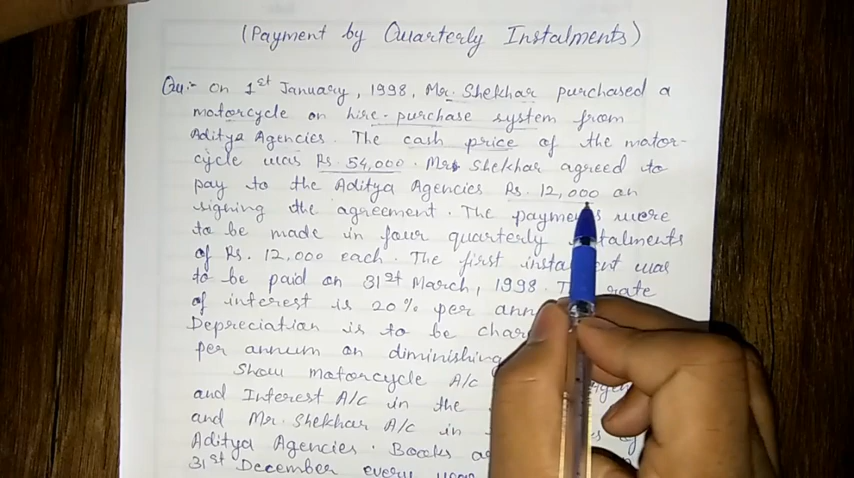 (Payment by Quarterly Instalments)
Qu:- On 1st January, 1998, Mr. Shekhar purchased a
motorcycle on hire-purchase system from
Aditya Agencies. The cash price of the motor-
cycle was Rs. 54,000. Mr. Shekhar agreed to
pay to the Aditya Agencies Rs. 12,000 on
signing the agreement. The payments were
to be made in four quarterly
of Rs. 12,000 each. The first was
to be paid on 31st March, 1998. rate
of interest is 20% per
Depreciation is to be
per annum on diminishing
Show motorcycle A/c
and Interest A/c in the
and Mr. Shekhar A/c in
Aditya Agencies. Books
31st December every